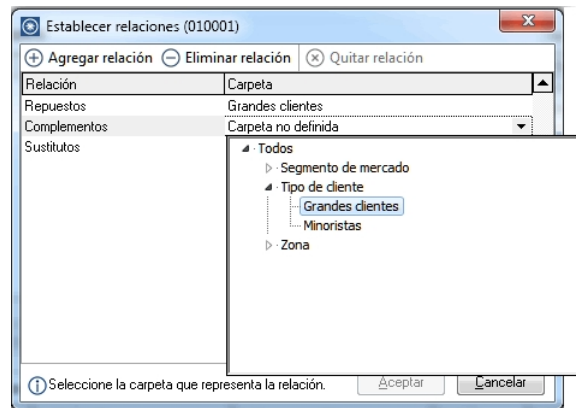 Establecer relaciones (010001)
Agregar relación Eliminar relación Quitar relación
Relación Carpeta
Repuestos Grandes clientes
Complementos Carpeta no definida
Sustitutos
Todos
Segmento de mercado
Tipo de cliente
Grandes clientes
Minoristas
Zona
Seleccione la carpeta que representa la relación. Aceptar Cancelar